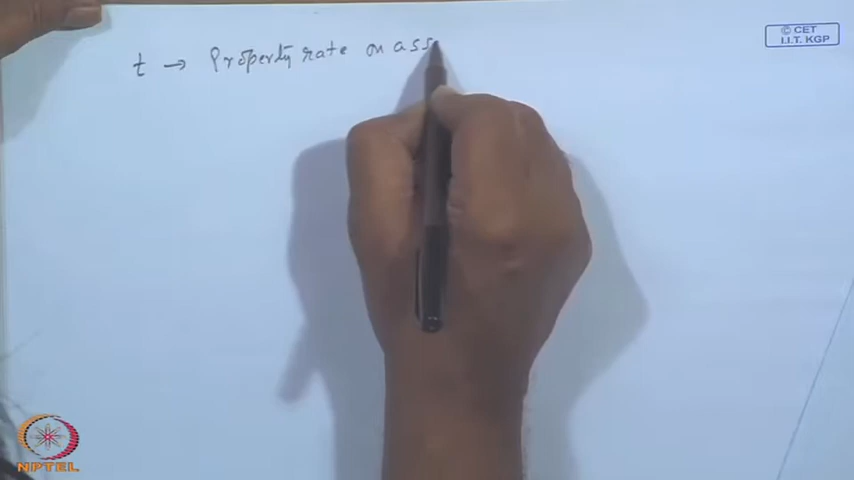 t → Property rate on ass
© CET
I.I.T. KGP
NPTEL